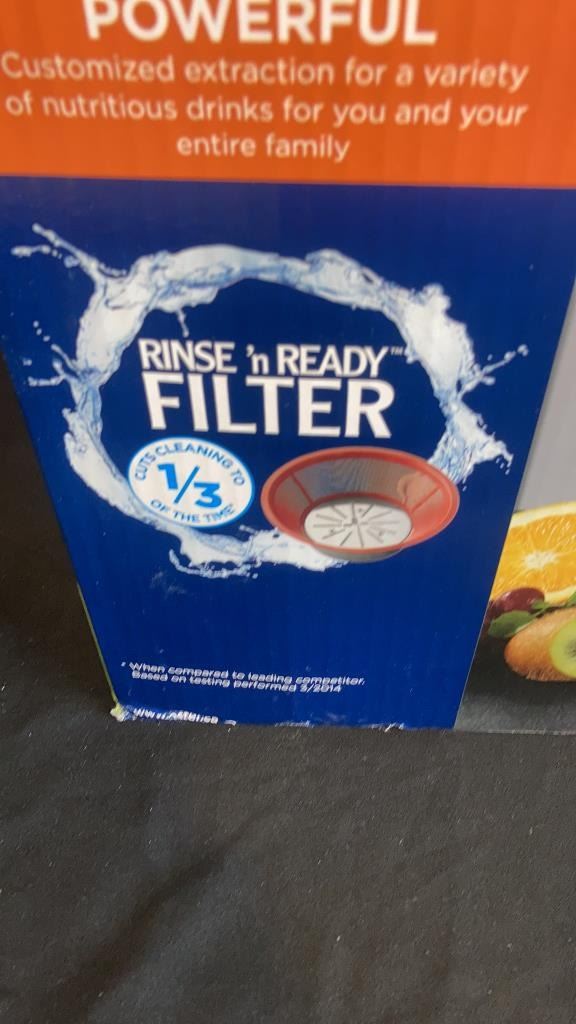 POWERFUL
Customized extraction for a variety
of nutritious drinks for you and your
entire family
RINSE 'n READY™
FILTER
CUTS CLEANING TO
1/3
OF THE TIME*
* When compared to leading competitor.
Based on testing performed 3/2014